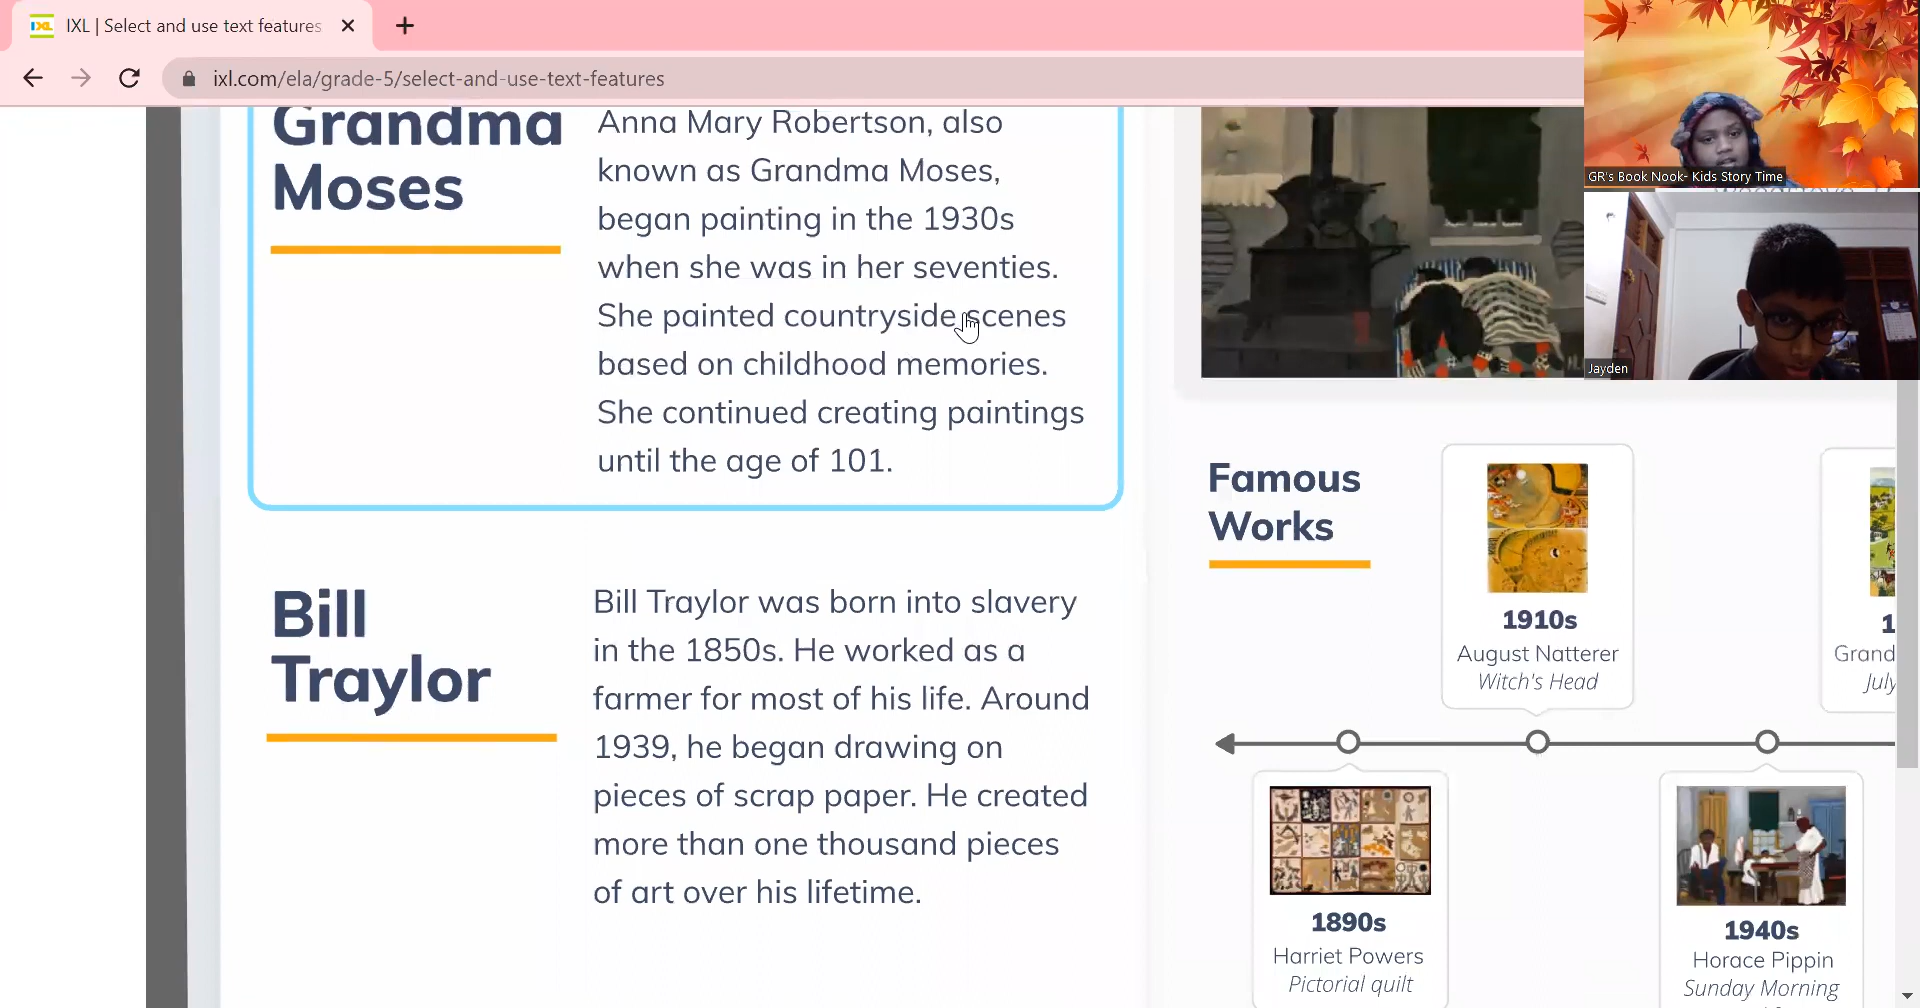 IXL | Select and use text features
ixl.com/ela/grade-5/select-and-use-text-features
GR's Book Nook- Kids Story Time
Jayden
Grandma
Moses
Anna Mary Robertson, also
known as Grandma Moses,
began painting in the 1930s
when she was in her seventies.
She painted countryside scenes
based on childhood memories.
She continued creating paintings
until the age of 101.
Bill
Traylor
Bill Traylor was born into slavery
in the 1850s. He worked as a
farmer for most of his life. Around
1939, he began drawing on
pieces of scrap paper. He created
more than one thousand pieces
of art over his lifetime.
Famous
Works
1910s
August Natterer
Witch's Head
1
Grand
July
1890s
Harriet Powers
Pictorial quilt
1940s
Horace Pippin
Sunday Morning